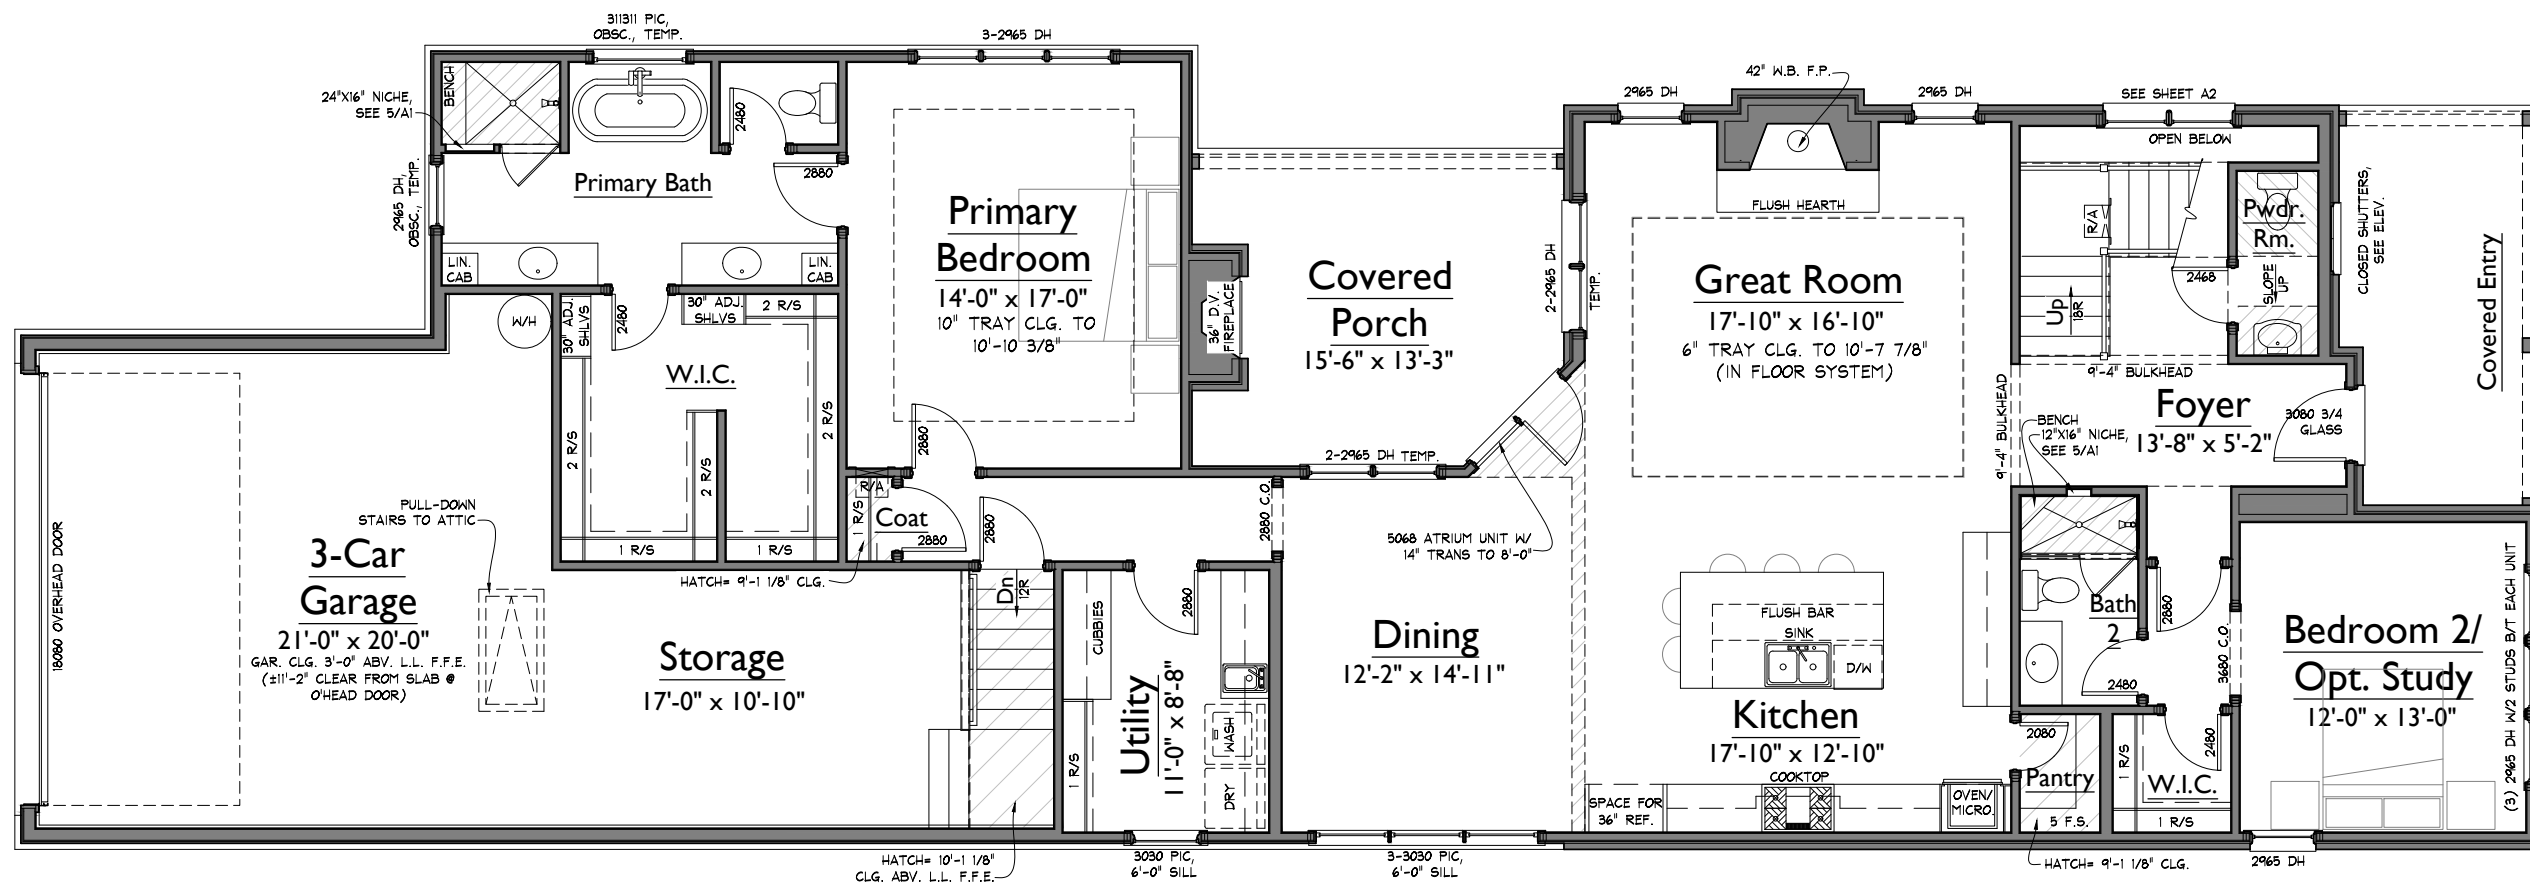 311311 PIC,
OBSC., TEMP.
3-2965 DH
24"X16" NICHE,
SEE 5/A1
BENCH
2480
2880
2965 DH,
OBSC., TEMP.
Primary Bath
LIN.
CAB
LIN.
CAB
W/H
30" ADJ.
SHLVS
2480
30" ADJ.
SHLVS
2 R/S
W.I.C.
2 R/S
2 R/S
2 R/S
1 R/S
1 R/S
Primary
Bedroom
14'-0" x 17'-0"
10" TRAY CLG. TO
10'-10 3/8"
2880
36" D.V.
FIREPLACE
Covered
Porch
15'-6" x 13'-3"
2-2965 DH
TEMP.
2-2965 DH TEMP.
42" W.B. F.P.
2965 DH
2965 DH
FLUSH HEARTH
Great Room
17'-10" x 16'-10"
6" TRAY CLG. TO 10'-7 7/8"
(IN FLOOR SYSTEM)
SEE SHEET A2
OPEN BELOW
R/A
Up
18R
Pwdr.
Rm.
2468
SLOPE
UP
CLOSED SHUTTERS,
SEE ELEV.
Covered Entry
9'-4" BULKHEAD
9'-4" BULKHEAD
Foyer
13'-8" x 5'-2"
3080 3/4
GLASS
BENCH
12"X16" NICHE,
SEE 5/A1
18080 OVERHEAD DOOR
PULL-DOWN
STAIRS TO ATTIC
3-Car
Garage
21'-0" x 20'-0"
GAR. CLG. 3'-0" ABV. L.L. F.F.E.
(±11'-2" CLEAR FROM SLAB @
O'HEAD DOOR)
Storage
17'-0" x 10'-10"
R/A
1 R/S
Coat
2880
2880
HATCH= 9'-1 1/8" CLG.
Dn
12R
2880 C.O.
CUBBIES
1 R/S
2880
Utility
11'-0" x 8'-8"
WASH
DRY
5068 ATRIUM UNIT W/
14" TRANS TO 8'-0"
Dining
12'-2" x 14'-11"
FLUSH BAR
SINK
D/W
Kitchen
17'-10" x 12'-10"
COOKTOP
SPACE FOR
36" REF.
OVEN/
MICRO.
Bath
2
2880
2480
3680 C.O.
2080
Pantry
5 F.S.
2480
1 R/S
W.I.C.
1 R/S
Bedroom 2/
Opt. Study
12'-0" x 13'-0"
(3) 2965 DH W/2 STUDS B/T EACH UNIT
HATCH= 10'-1 1/8"
CLG. ABV. L.L. F.F.E.
3030 PIC,
6'-0" SILL
3-3030 PIC,
6'-0" SILL
HATCH= 9'-1 1/8" CLG.
2965 DH